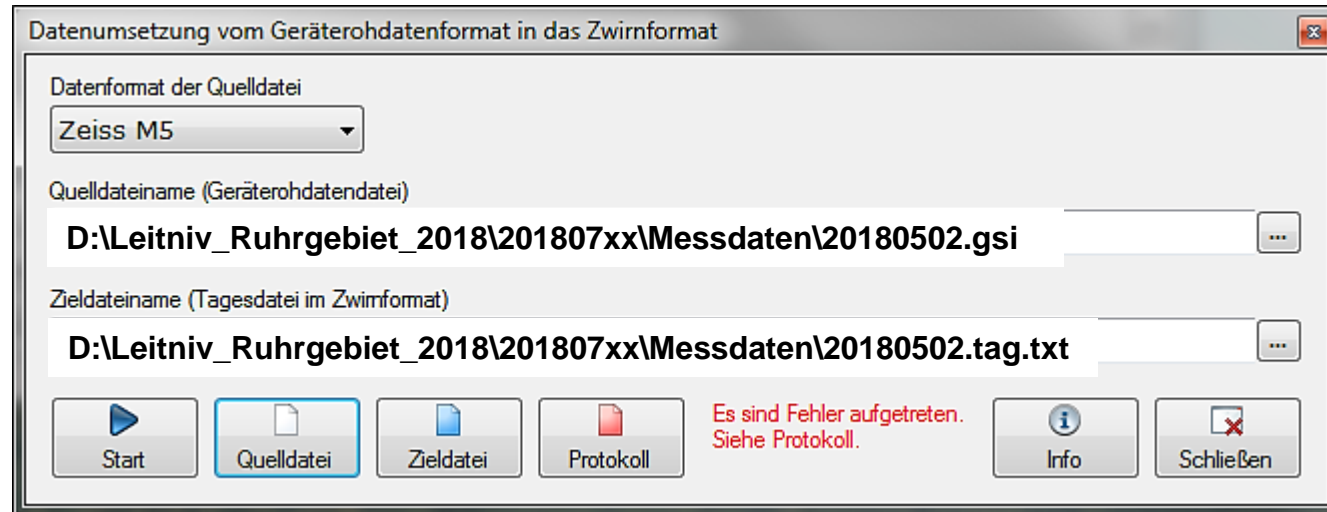 Datenumsetzung vom Geräterohdatenformat in das Zwirnformat
Datenformat der Quelldatei
Zeiss M5
Quelldateiname (Geräterohdatendatei)
D:\Leitniv_Ruhrgebiet_2018\201807xx\Messdaten\20180502.gsi
...
Zieldateiname (Tagesdatei im Zwirnformat)
D:\Leitniv_Ruhrgebiet_2018\201807xx\Messdaten\20180502.tag.txt
...
Start
Quelldatei
Zieldatei
Protokoll
Es sind Fehler aufgetreten.
Siehe Protokoll.
Info
Schließen